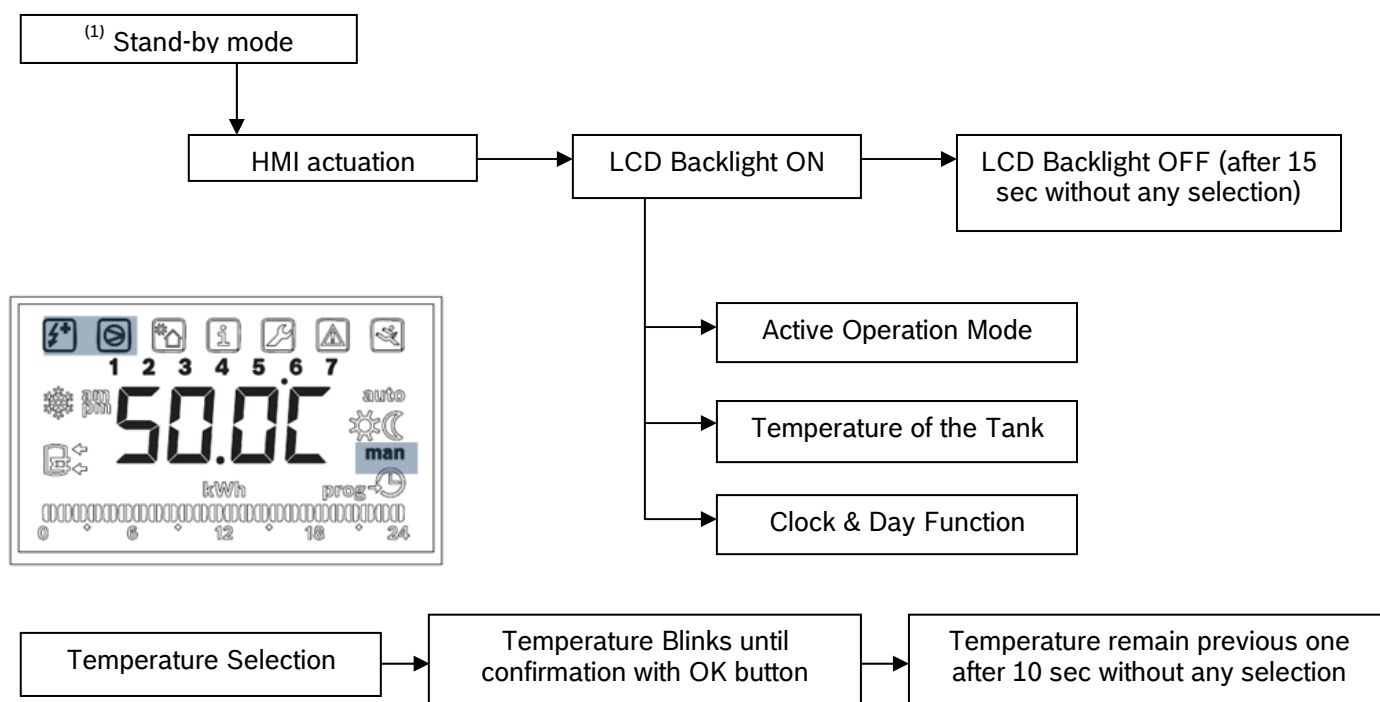 (1) Stand-by mode
HMI actuation
LCD Backlight ON
LCD Backlight OFF (after 15
sec without any selection)
1 2 3 4 5 6 7
am
pm
50.0C
auto
man
kWh
prog
0 6 12 18 24
Active Operation Mode
Temperature of the Tank
Clock & Day Function
Temperature Selection
Temperature Blinks until
confirmation with OK button
Temperature remain previous one
after 10 sec without any selection